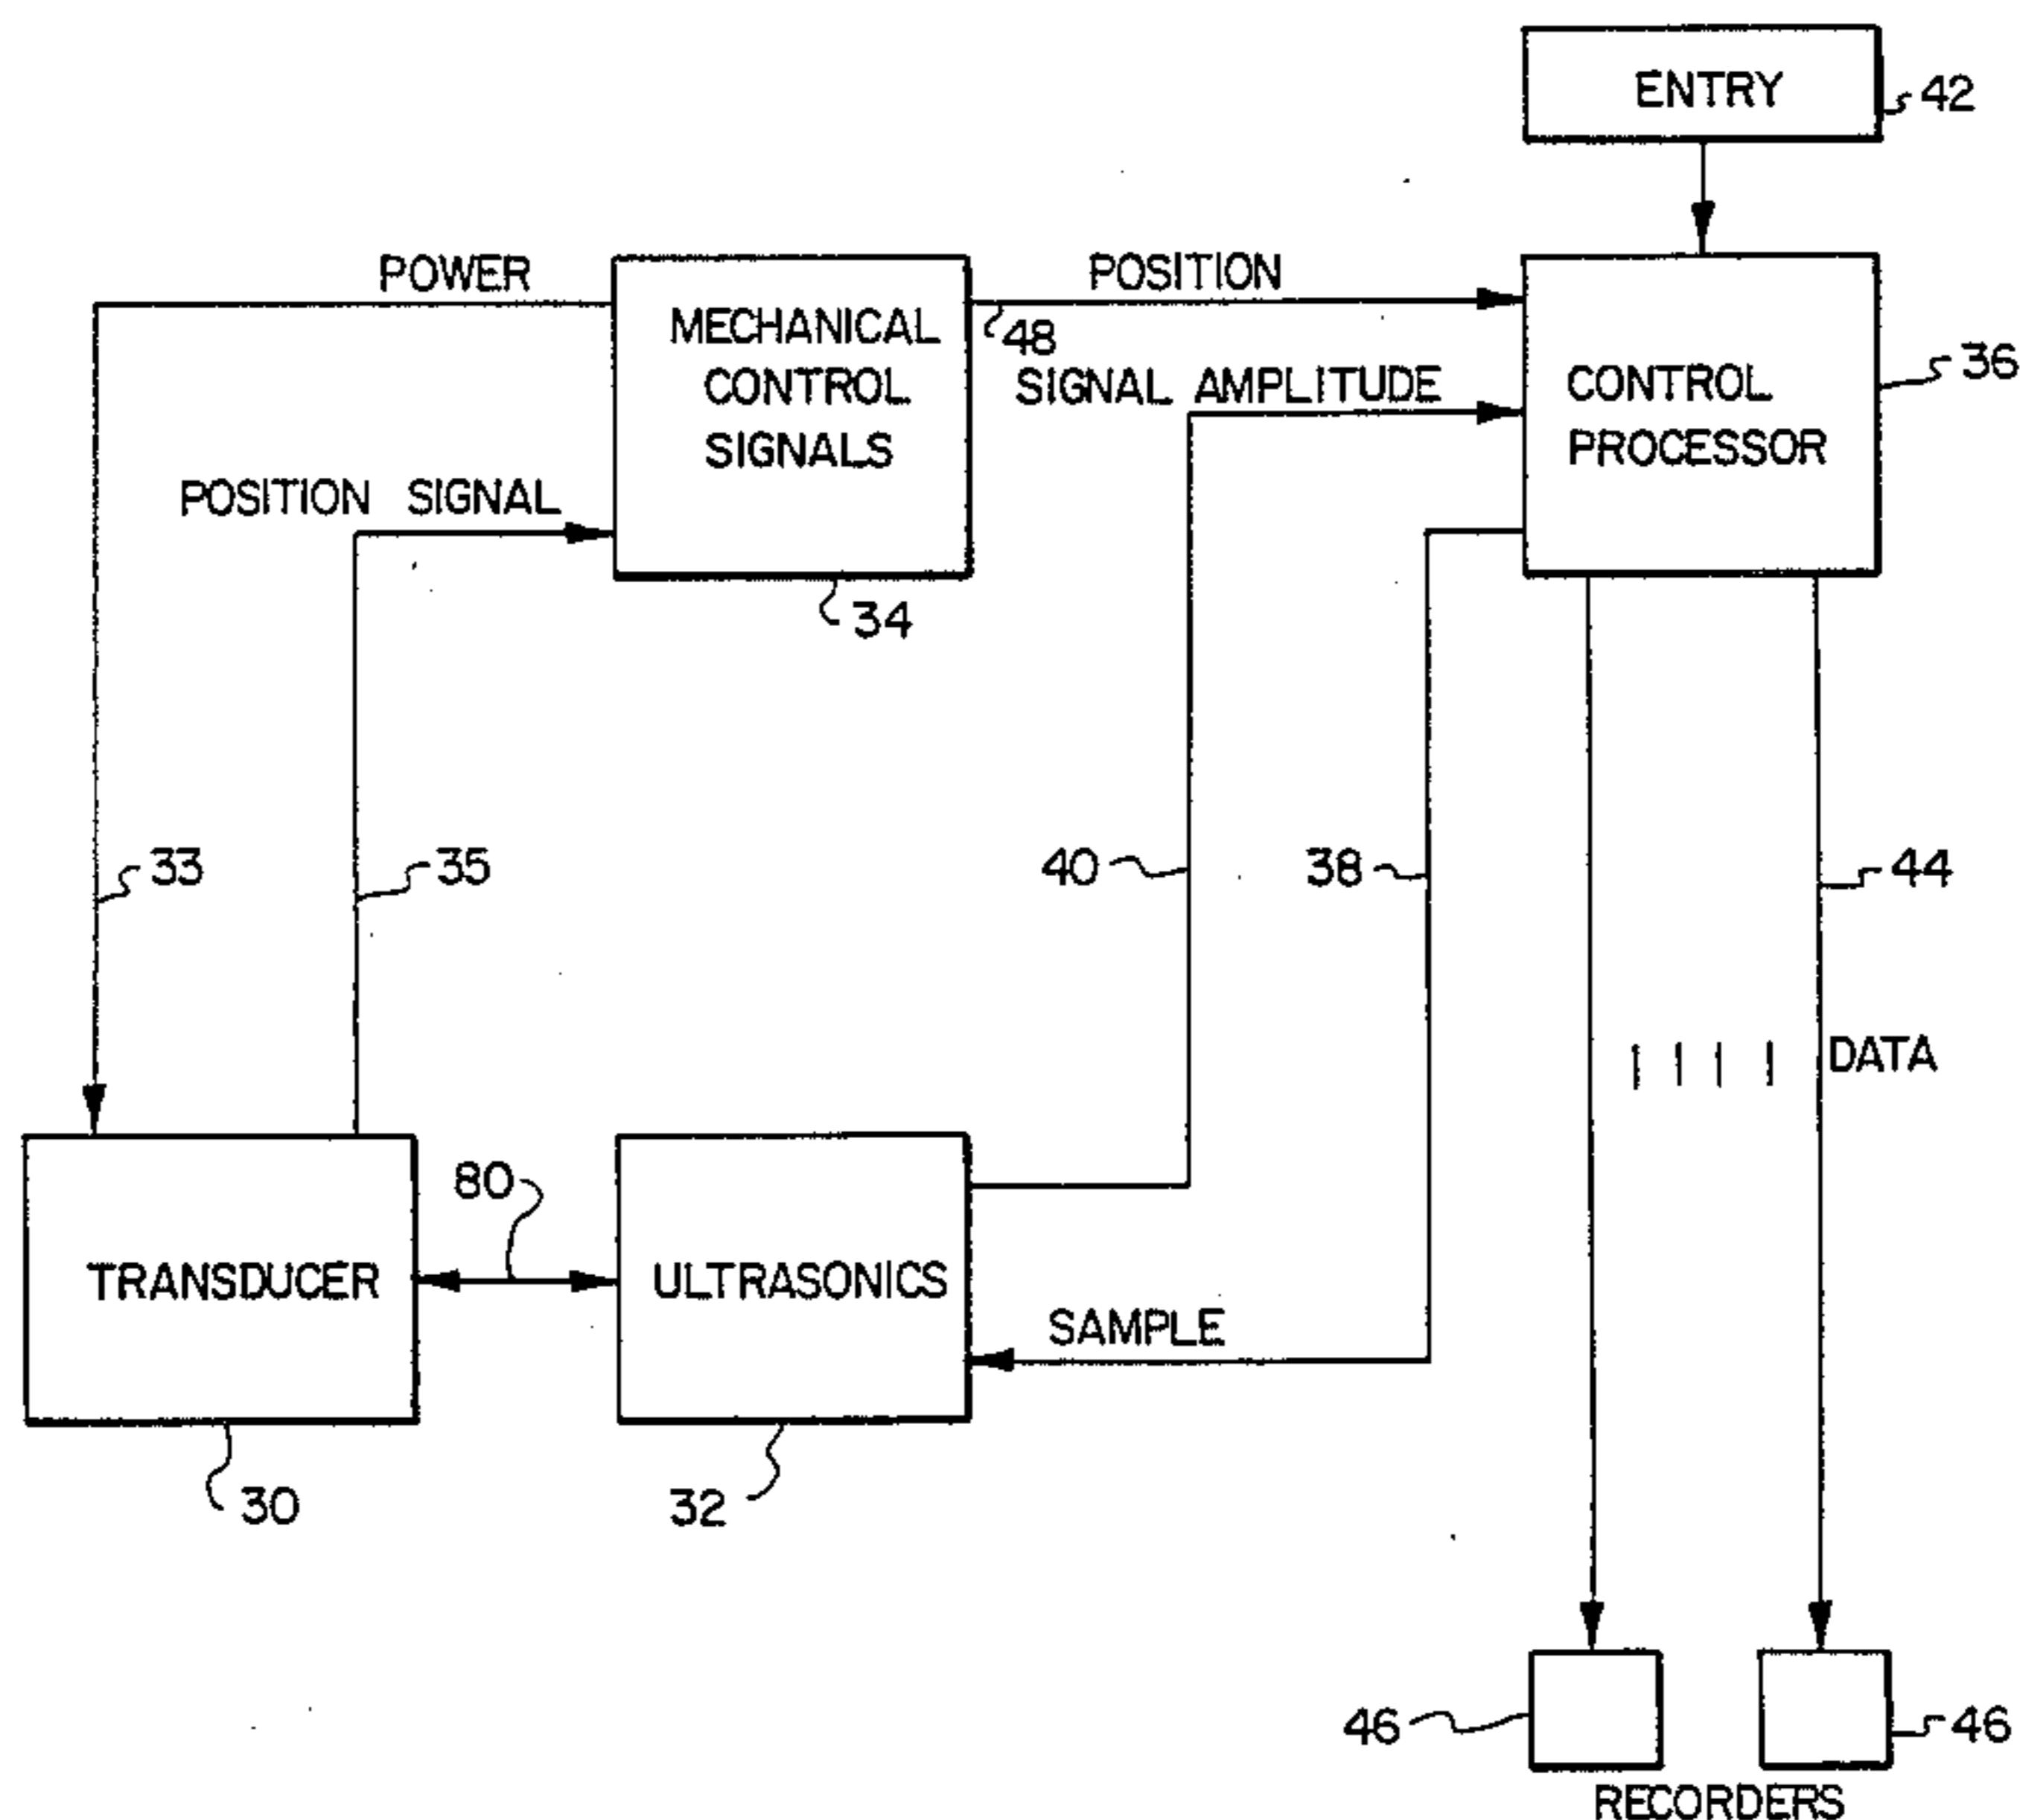 ENTRY
42
POWER
MECHANICAL
CONTROL
SIGNALS
34
POSITION
48
SIGNAL AMPLITUDE
CONTROL
PROCESSOR
36
POSITION SIGNAL
33
35
40
38
44
DATA
80
TRANSDUCER
30
ULTRASONICS
32
SAMPLE
46
46
RECORDERS